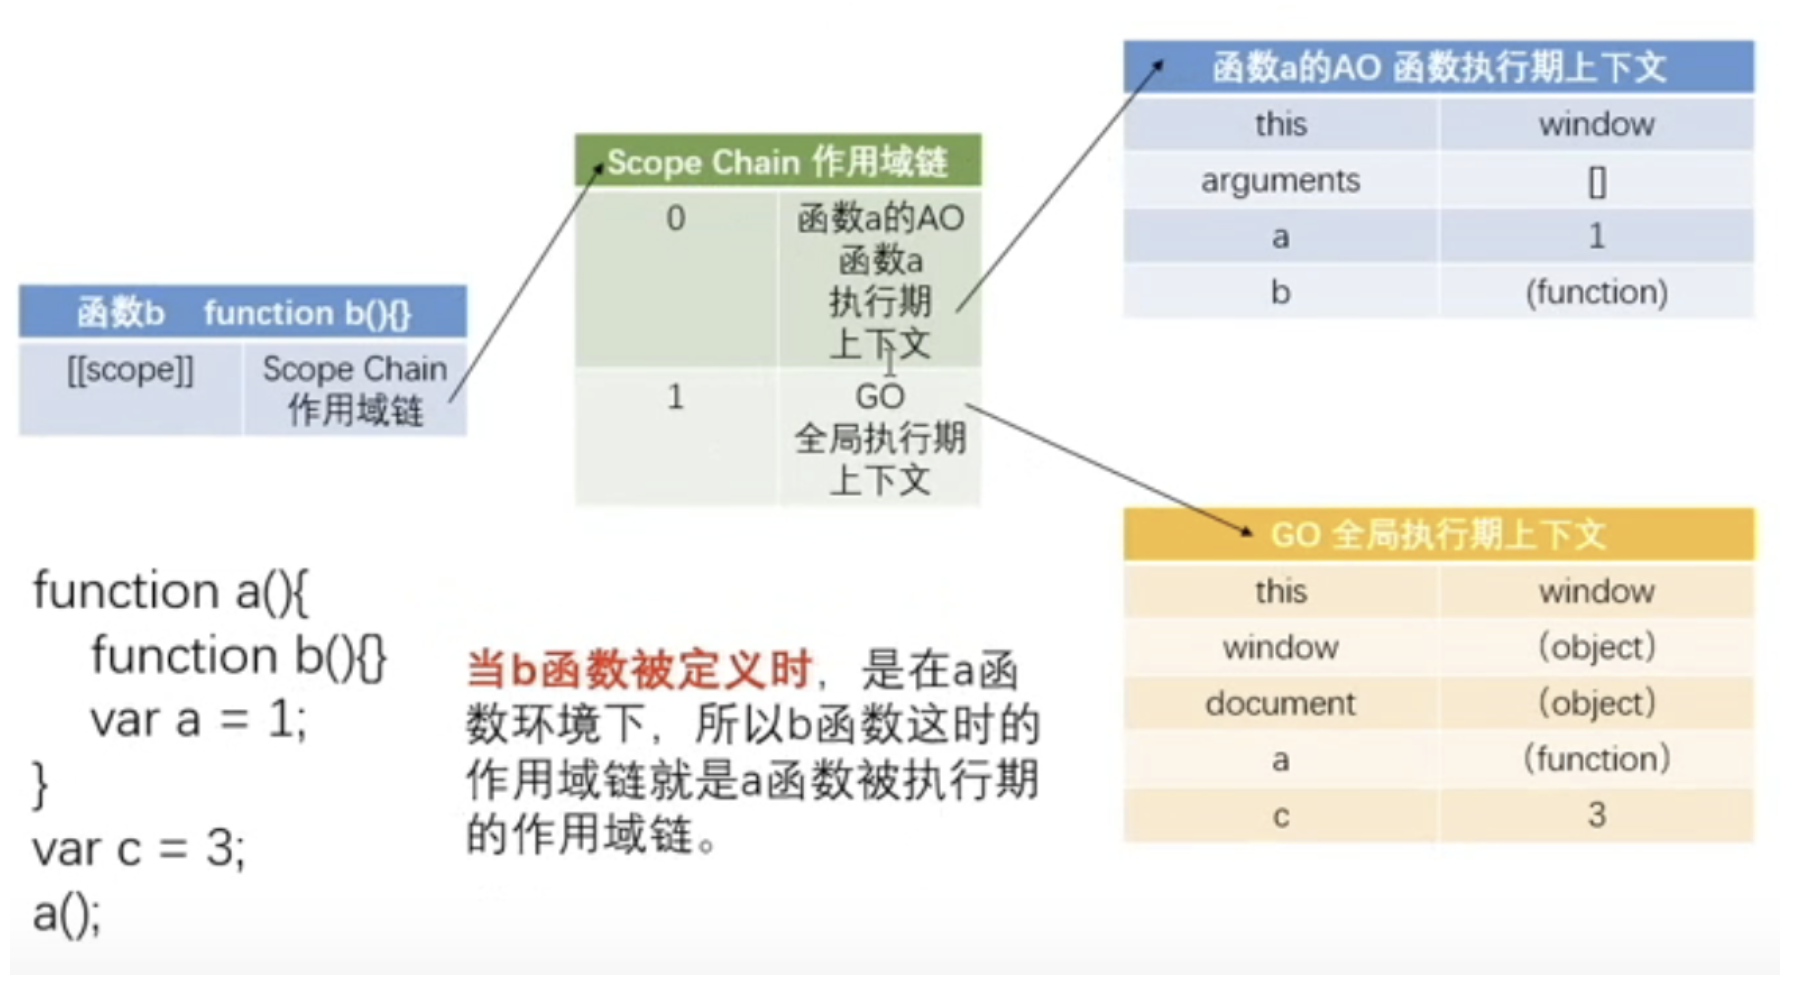 函数b function b(){}
[[scope]] Scope Chain
作用域链
Scope Chain 作用域链
0 函数a的AO
函数a
执行期
上下文
1 GO
全局执行期
上下文
函数a的AO 函数执行期上下文
this window
arguments []
a 1
b (function)
GO 全局执行期上下文
this window
window (object)
document (object)
a (function)
c 3
function a(){
function b(){}
var a = 1;
}
var c = 3;
a();
当b函数被定义时，是在a函
数环境下，所以b函数这时的
作用域链就是a函数被执行期
的作用域链。